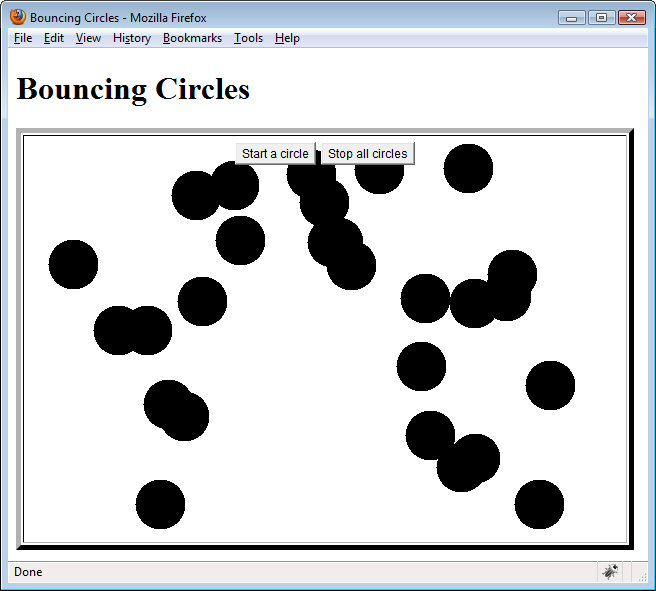 Bouncing Circles - Mozilla Firefox
File Edit View History Bookmarks Tools Help
Bouncing Circles
Start a circle Stop all circles
Done